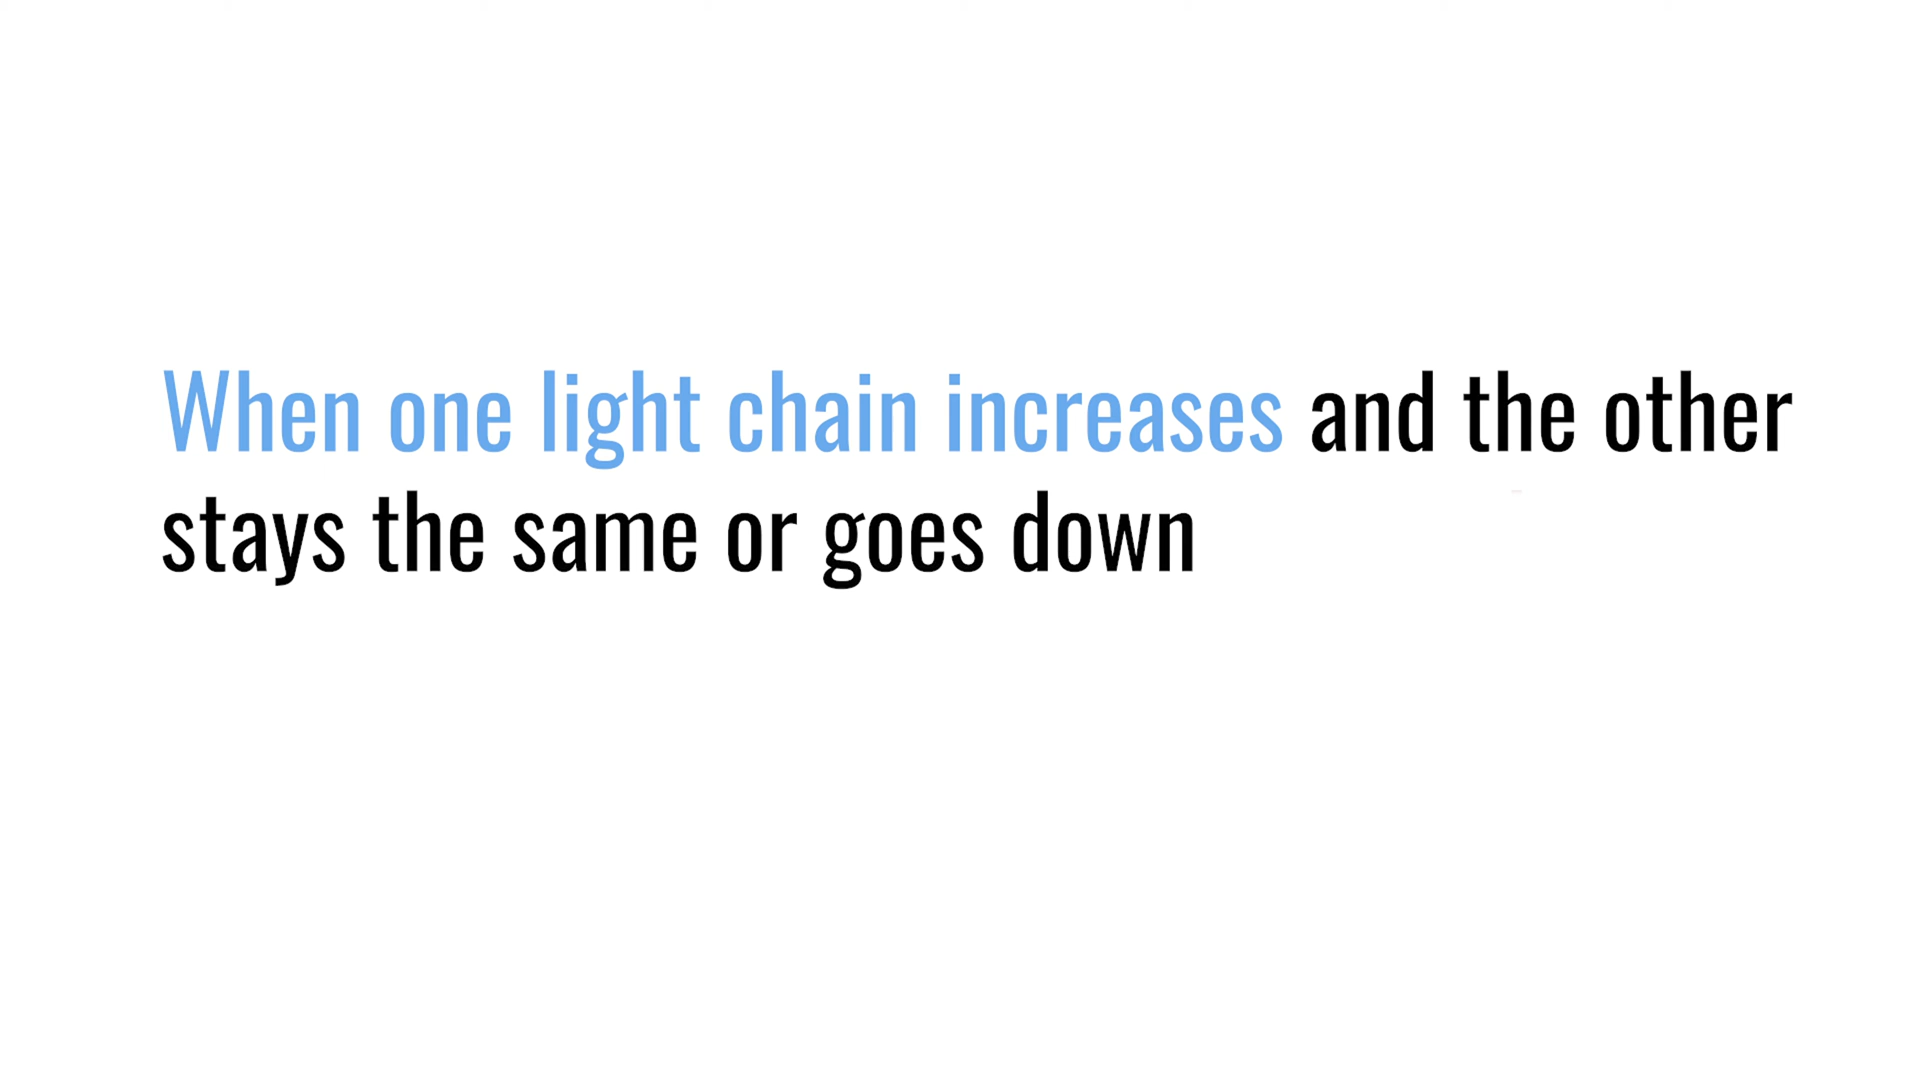 When one light chain increases and the other
stays the same or goes down